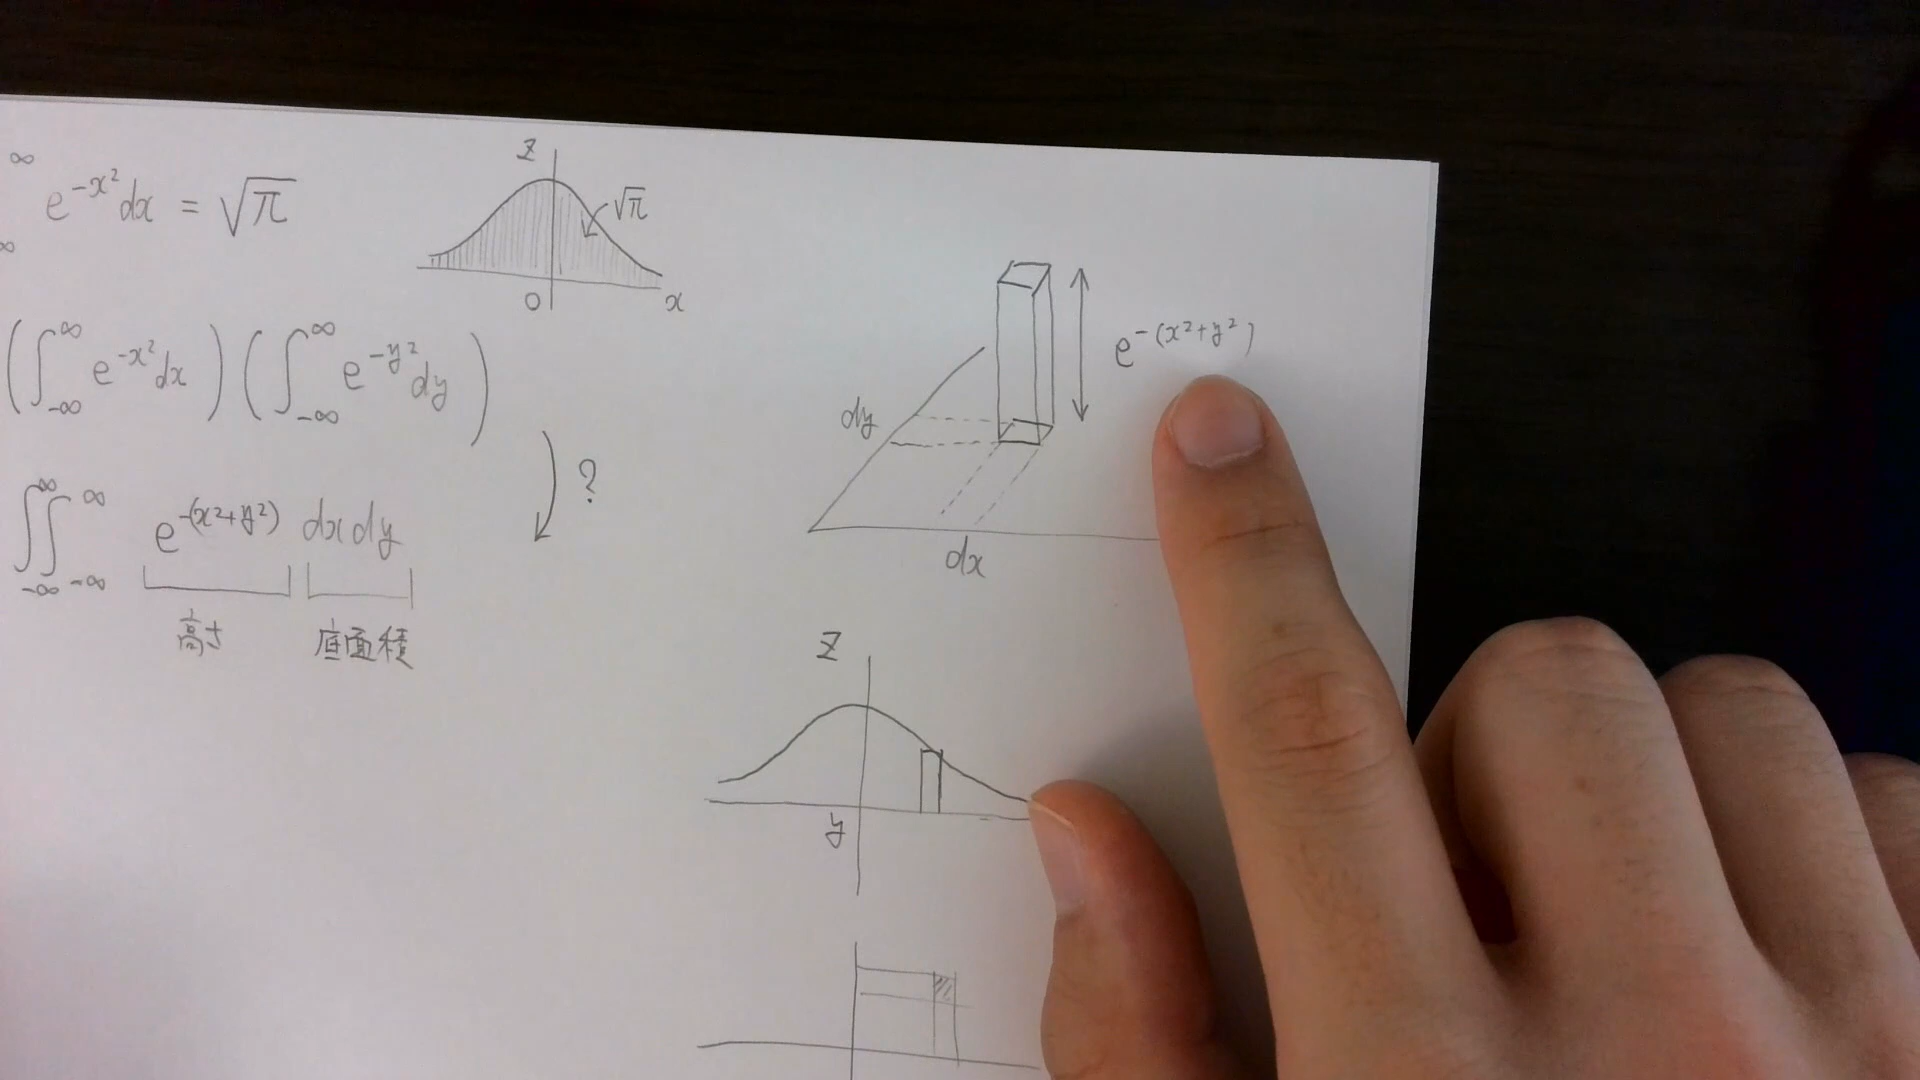 ∞ ∞ e^{-x²}dx = √π
z √π 0 x
(∫_{-∞}^{∞} e^{-x²}dx)(∫_{-∞}^{∞} e^{-y²}dy)
?
∬_{-∞ -∞}^{∞ ∞} e^{-(x²+y²)} dxdy
高さ 底面積
e^{-(x²+y²)}
dy
dx
z
y